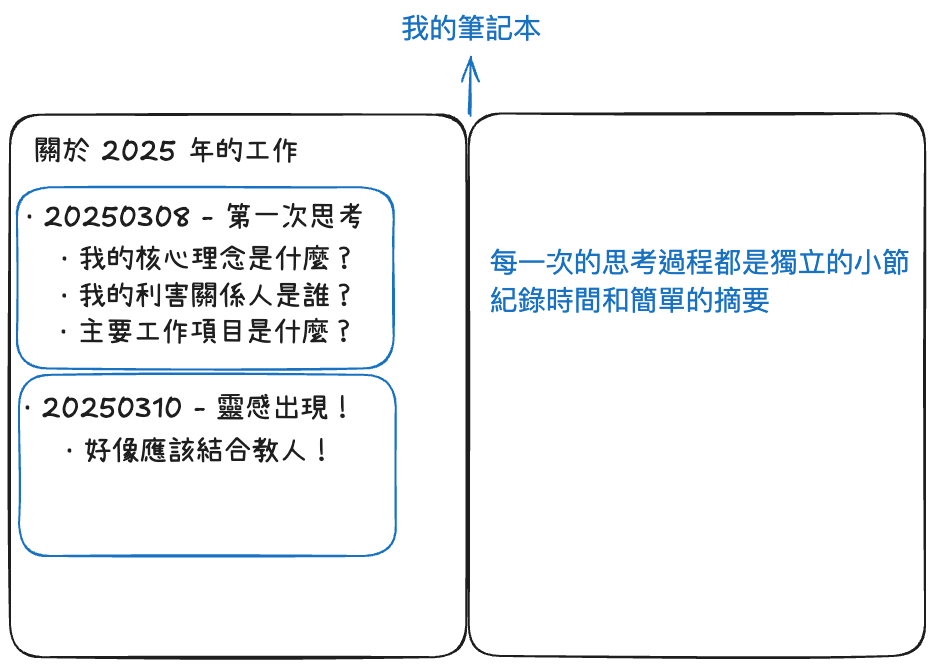 我的筆記本
關於 2025 年的工作
· 20250308 - 第一次思考
· 我的核心理念是什麼？
· 我的利害關係人是誰？
· 主要工作項目是什麼？
· 20250310 - 靈感出現！
· 好像應該結合教人！
每一次的思考過程都是獨立的小節
紀錄時間和簡單的摘要